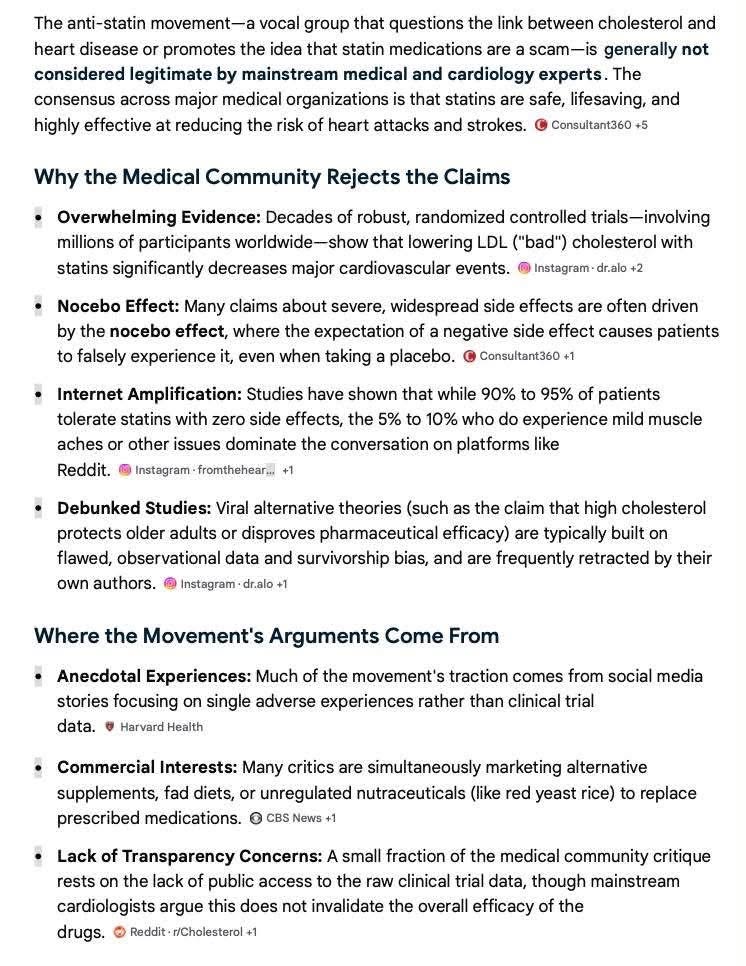 The anti-statin movement—a vocal group that questions the link between cholesterol and
heart disease or promotes the idea that statin medications are a scam—is generally not
considered legitimate by mainstream medical and cardiology experts. The
consensus across major medical organizations is that statins are safe, lifesaving, and
highly effective at reducing the risk of heart attacks and strokes. Consultant360 +5
Why the Medical Community Rejects the Claims
• Overwhelming Evidence: Decades of robust, randomized controlled trials—involving
millions of participants worldwide—show that lowering LDL ("bad") cholesterol with
statins significantly decreases major cardiovascular events. Instagram · dr.alo +2
• Nocebo Effect: Many claims about severe, widespread side effects are often driven
by the nocebo effect, where the expectation of a negative side effect causes patients
to falsely experience it, even when taking a placebo. Consultant360 +1
• Internet Amplification: Studies have shown that while 90% to 95% of patients
tolerate statins with zero side effects, the 5% to 10% who do experience mild muscle
aches or other issues dominate the conversation on platforms like
Reddit. Instagram · fromthehear... +1
• Debunked Studies: Viral alternative theories (such as the claim that high cholesterol
protects older adults or disproves pharmaceutical efficacy) are typically built on
flawed, observational data and survivorship bias, and are frequently retracted by their
own authors. Instagram · dr.alo +1
Where the Movement's Arguments Come From
• Anecdotal Experiences: Much of the movement's traction comes from social media
stories focusing on single adverse experiences rather than clinical trial
data. Harvard Health
• Commercial Interests: Many critics are simultaneously marketing alternative
supplements, fad diets, or unregulated nutraceuticals (like red yeast rice) to replace
prescribed medications. CBS News +1
• Lack of Transparency Concerns: A small fraction of the medical community critique
rests on the lack of public access to the raw clinical trial data, though mainstream
cardiologists argue this does not invalidate the overall efficacy of the
drugs. Reddit · r/Cholesterol +1